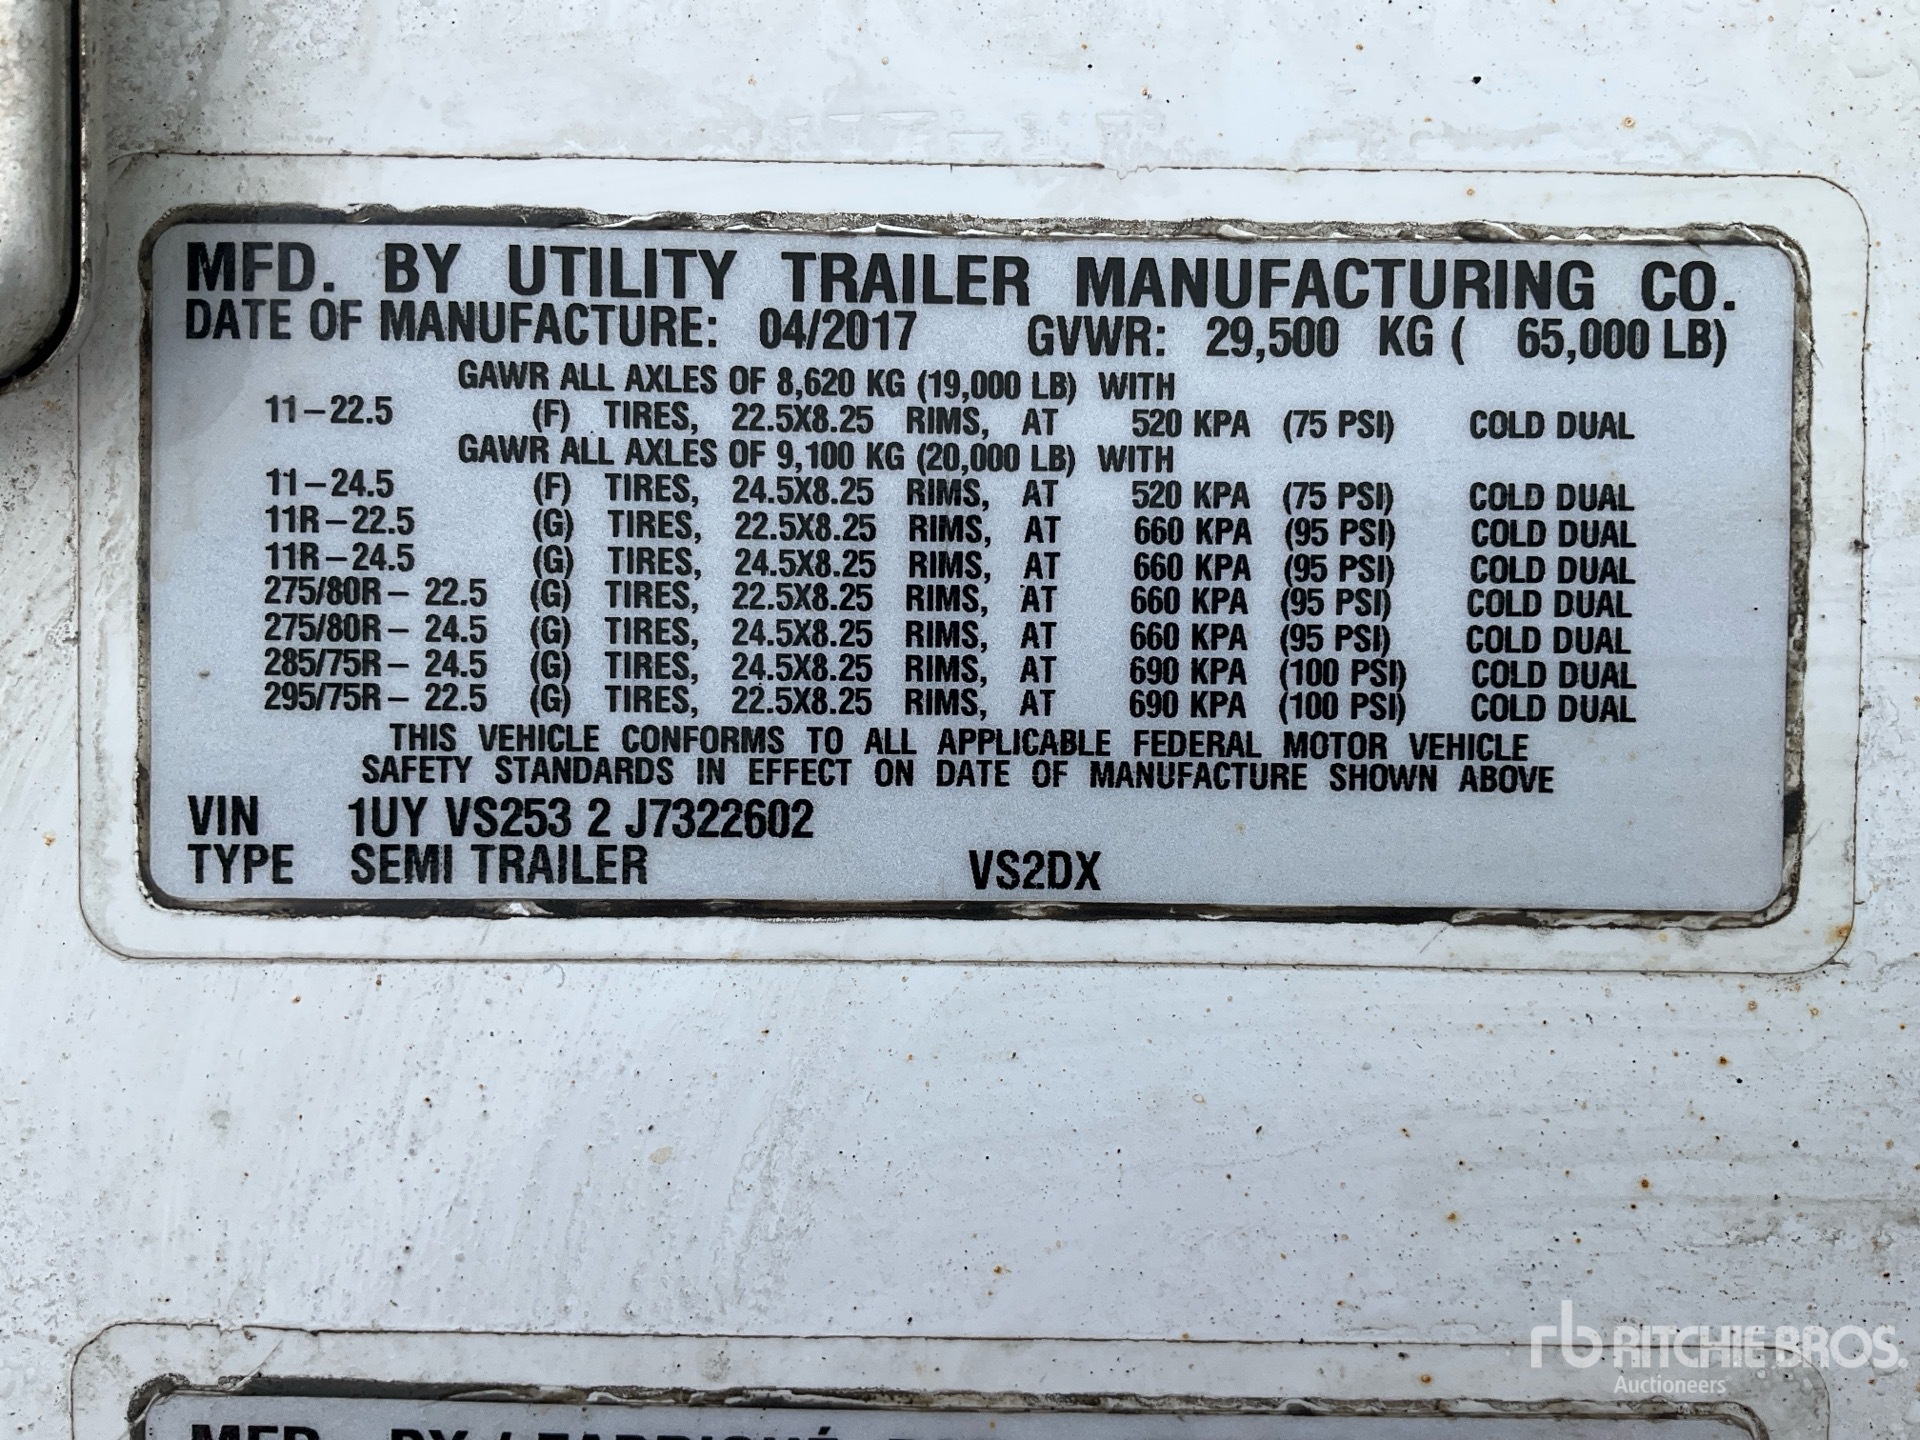 MFD. BY UTILITY TRAILER MANUFACTURING CO.
DATE OF MANUFACTURE: 04/2017 GVWR: 29,500 KG ( 65,000 LB)
GAWR ALL AXLES OF 8,620 KG (19,000 LB) WITH
11-22.5 (F) TIRES, 22.5X8.25 RIMS, AT 520 KPA (75 PSI) COLD DUAL
GAWR ALL AXLES OF 9,100 KG (20,000 LB) WITH
11-24.5 (F) TIRES, 24.5X8.25 RIMS, AT 520 KPA (75 PSI) COLD DUAL
11R-22.5 (G) TIRES, 22.5X8.25 RIMS, AT 660 KPA (95 PSI) COLD DUAL
11R-24.5 (G) TIRES, 24.5X8.25 RIMS, AT 660 KPA (95 PSI) COLD DUAL
275/80R- 22.5 (G) TIRES, 22.5X8.25 RIMS, AT 660 KPA (95 PSI) COLD DUAL
275/80R- 24.5 (G) TIRES, 24.5X8.25 RIMS, AT 660 KPA (95 PSI) COLD DUAL
285/75R- 24.5 (G) TIRES, 24.5X8.25 RIMS, AT 690 KPA (100 PSI) COLD DUAL
295/75R- 22.5 (G) TIRES, 22.5X8.25 RIMS, AT 690 KPA (100 PSI) COLD DUAL
THIS VEHICLE CONFORMS TO ALL APPLICABLE FEDERAL MOTOR VEHICLE
SAFETY STANDARDS IN EFFECT ON DATE OF MANUFACTURE SHOWN ABOVE
VIN 1UY VS253 2 J7322602
TYPE SEMI TRAILER VS2DX
rb RITCHIE BROS.
Auctioneers
MFD. BY / FABRIQUÉ